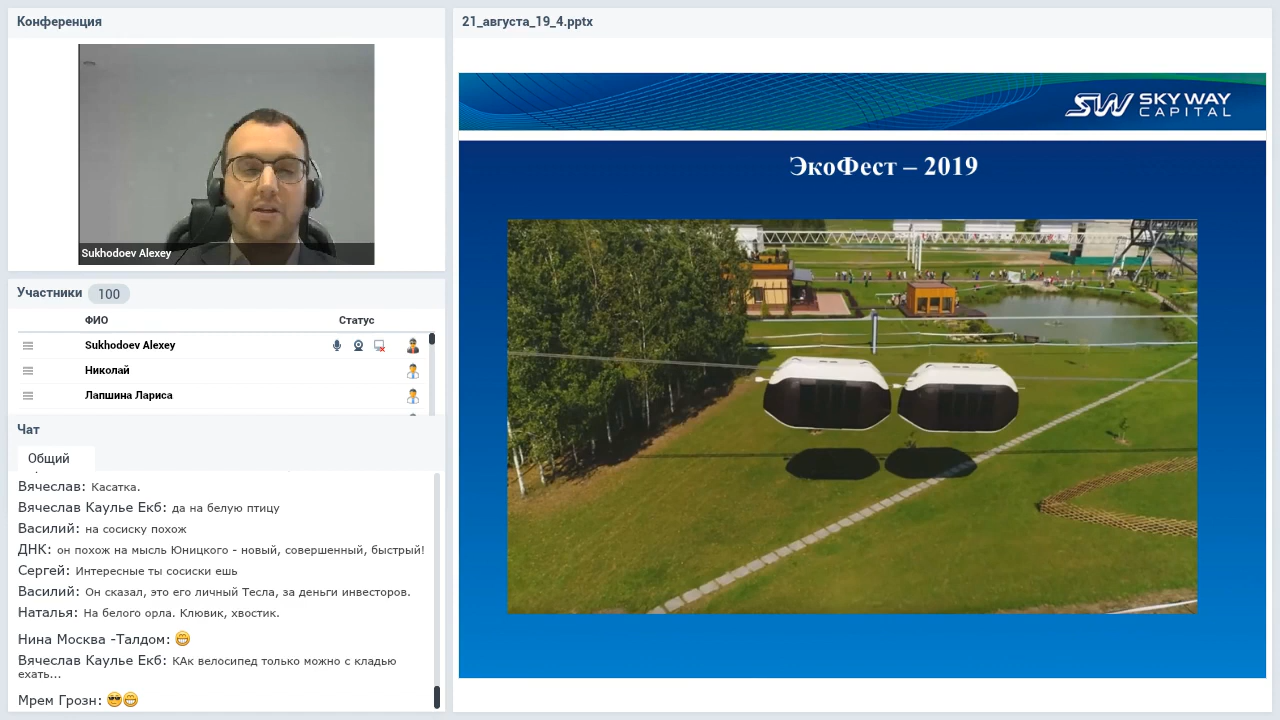 Конференция
Sukhodoev Alexey
Участники 100
ФИО Статус
Sukhodoev Alexey
Николай
Лапшина Лариса
Чат
Общий
Вячеслав: Касатка.
Вячеслав Каулье Екб: да на белую птицу
Василий: на сосиску похож
ДНК: он похож на мысль Юницкого - новый, совершенный, быстрый!
Сергей: Интересные ты сосиски ешь
Василий: Он сказал, это его личный Тесла, за деньги инвесторов.
Наталья: На белого орла. Клювик, хвостик.
Нина Москва -Талдом:
Вячеслав Каулье Екб: КАк велосипед только можно с кладью
ехать...
Мрем Грозн:
21_августа_19_4.pptx
SW SKY WAY
CAPITAL
ЭкоФест – 2019